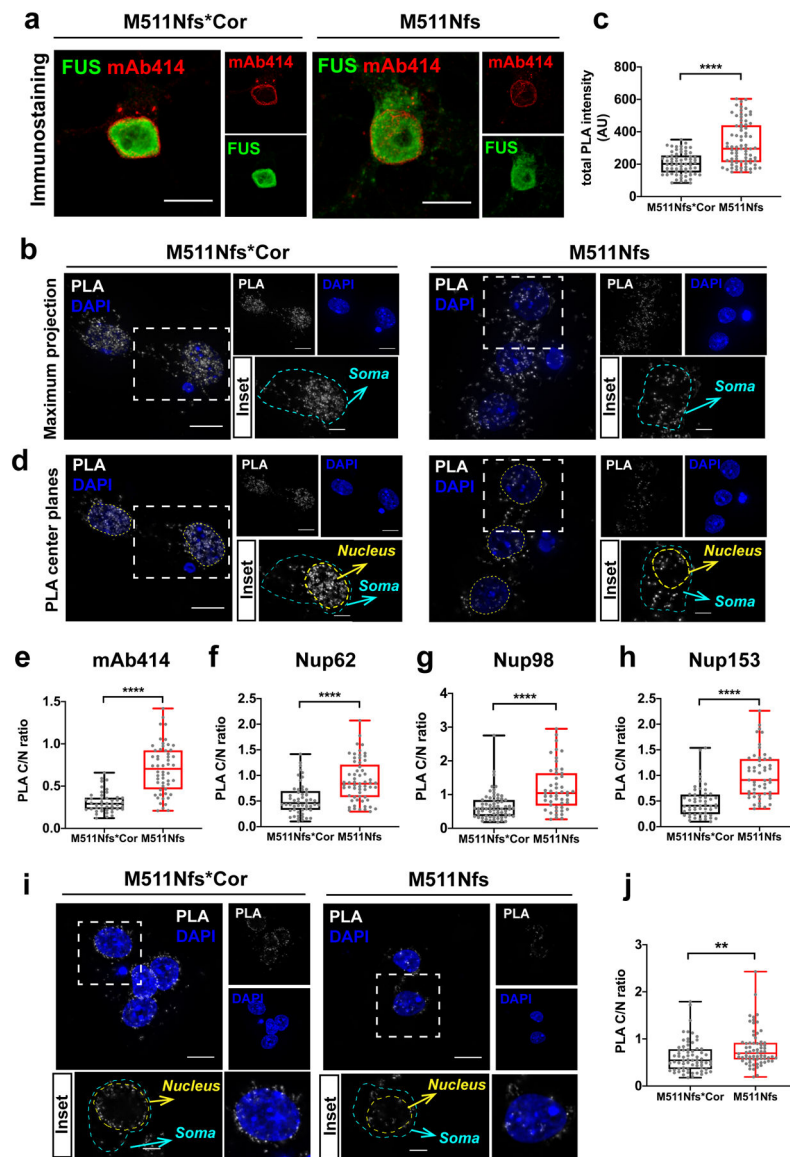 a
M511Nfs*Cor
M511Nfs
Immunostaining
FUS mAb414
mAb414
FUS
FUS mAb414
mAb414
FUS
c
total PLA intensity
(AU)
800
600
400
200
0
****
M511Nfs*Cor
M511Nfs
b
M511Nfs*Cor
M511Nfs
Maximum projection
PLA
DAPI
PLA
DAPI
Inset
Soma
PLA
DAPI
PLA
DAPI
Inset
Soma
d
PLA center planes
PLA
DAPI
PLA
DAPI
Inset
Nucleus
Soma
PLA
DAPI
PLA
DAPI
Inset
Nucleus
Soma
e
mAb414
PLA C/N ratio
1.5
1.0
0.5
0.0
****
M511Nfs*Cor
M511Nfs
f
Nup62
PLA C/N ratio
2.5
2.0
1.5
1.0
0.5
0.0
****
M511Nfs*Cor
M511Nfs
g
Nup98
PLA C/N ratio
4
3
2
1
0
****
M511Nfs*Cor
M511Nfs
h
Nup153
PLA C/N ratio
2.5
2.0
1.5
1.0
0.5
0.0
****
M511Nfs*Cor
M511Nfs
i
M511Nfs*Cor
M511Nfs
PLA
DAPI
PLA
DAPI
Inset
Nucleus
Soma
PLA
DAPI
PLA
DAPI
Inset
Nucleus
Soma
j
PLA C/N ratio
3
2
1
0
**
M511Nfs*Cor
M511Nfs